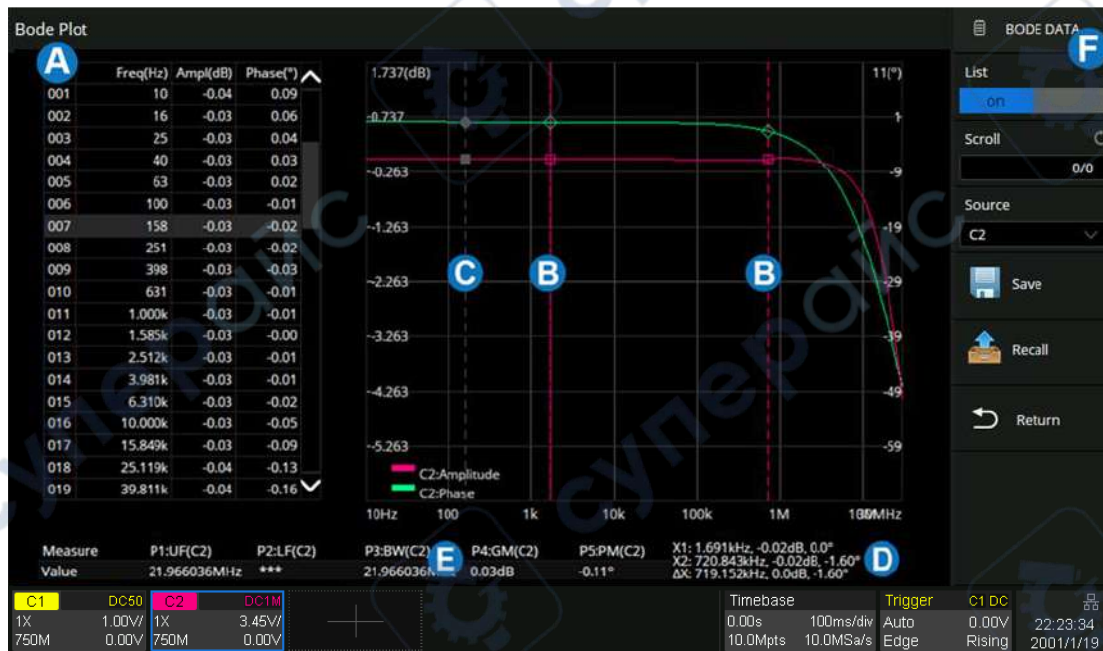 Bode Plot
BODE DATA
A
F
Freq(Hz) Ampl(dB) Phase(°)
001 10 -0.04 0.09
002 16 -0.03 0.06
003 25 -0.03 0.04
004 40 -0.03 0.03
005 63 -0.03 0.02
006 100 -0.03 -0.01
007 158 -0.03 -0.02
008 251 -0.03 -0.02
009 398 -0.03 -0.03
010 631 -0.03 -0.01
011 1.000k -0.03 -0.01
012 1.585k -0.03 -0.00
013 2.512k -0.03 -0.01
014 3.981k -0.03 -0.01
015 6.310k -0.03 -0.02
016 10.000k -0.03 -0.05
017 15.849k -0.03 -0.09
018 25.119k -0.04 -0.13
019 39.811k -0.04 -0.16
1.737(dB) 11(°)
-0.737 1
-0.263 -9
-1.263 -19
-2.263 -29
-3.263 -39
-4.263 -49
-5.263 -59
C B B
C2:Amplitude
C2:Phase
10Hz 100 1k 10k 100k 1M
List
on
Scroll
0/0
Source
C2
Save
Recall
Return
Measure P1:UF(C2) P2:LF(C2) P3:BW(C2) E P4:GM(C2) P5:PM(C2)
Value 21.966036MHz *** 21.966036M 0.03dB -0.11°
X1: 1.691kHz, -0.02dB, 0.0°
X2: 720.843kHz, -0.02dB, -1.60°
ΔX: 719.152kHz, 0.0dB, -1.60°
D
C1 DC50
1X 1.00V/
750M 0.00V
C2 DC1M
1X 3.45V/
750M 0.00V
Timebase
0.00s 100ms/div
10.0Mpts 10.0MSa/s
Trigger C1 DC
Auto 0.00V
Edge Rising
22:23:34
2001/1/19
суперайс
суперайс